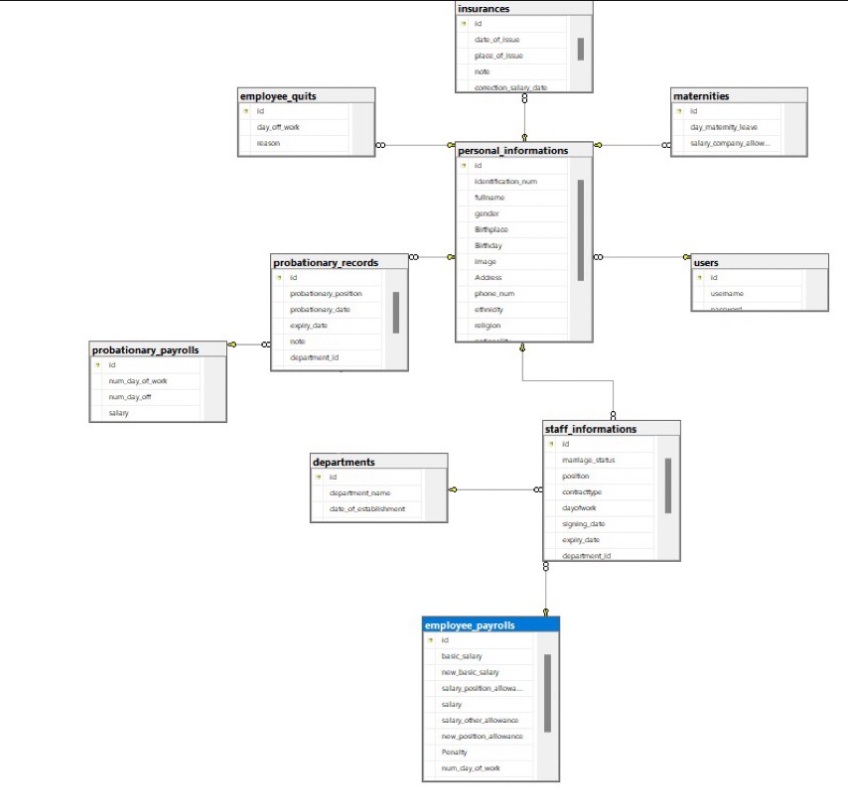 insurances
id
date_of_issue
place_of_issue
note
correction_salary_date
employee_quits
id
day_off_work
reason
maternities
id
day_maternity_leave
salary_company_allow...
personal_informations
id
identification_num
fullname
gender
Birthplace
Birthday
image
Address
phone_num
ethnicity
religion
probationary_records
id
probationary_position
probationary_date
expiry_date
note
department_id
users
id
username
probationary_payrolls
id
num_day_of_work
num_day_off
salary
staff_informations
id
marriage_status
position
contracttype
dayofwork
signing_date
expiry_date
department_id
departments
id
department_name
date_of_establishment
employee_payrolls
id
basic_salary
new_basic_salary
salary_position_allowa...
salary
salary_other_allowance
new_position_allowance
Penalty
num_day_of_work